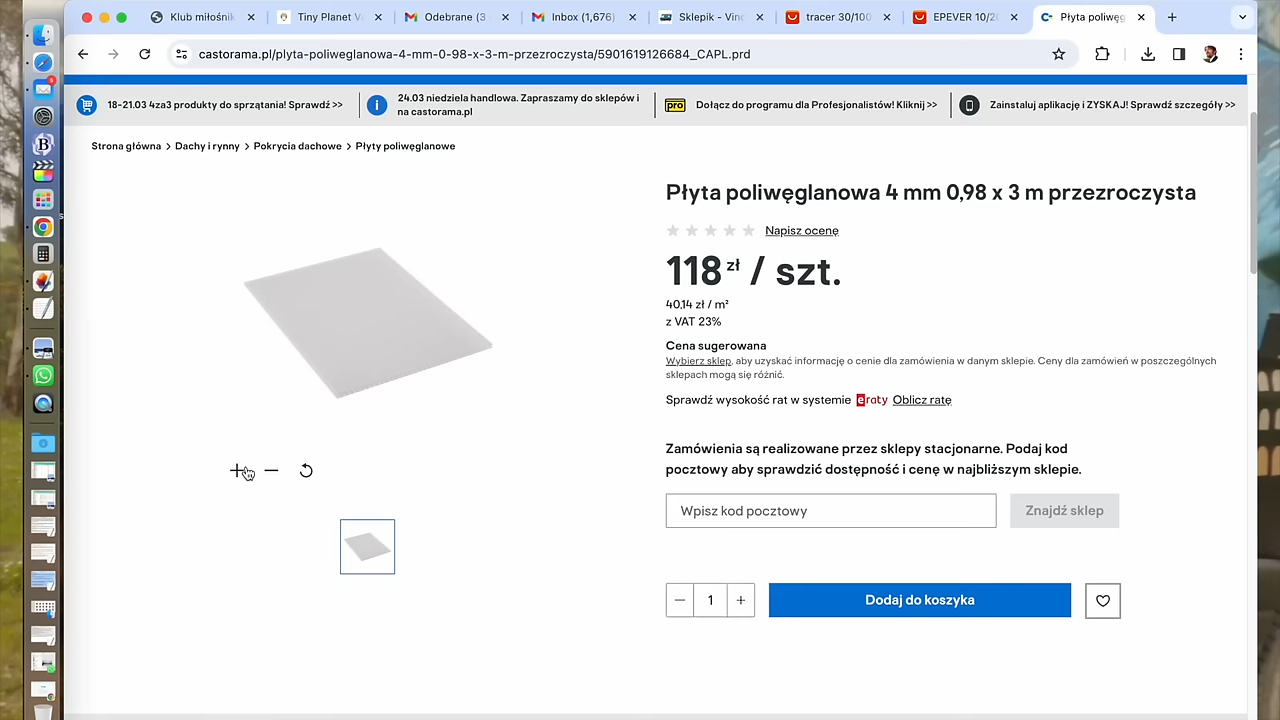 Klub miłośnik
Tiny Planet V
Odebrane (3
Inbox (1,676)
Sklepik - Vinc
tracer 30/100
EPEVER 10/20
Płyta poliwęg
castorama.pl/plyta-poliweglanowa-4-mm-0-98-x-3-m-przezroczysta/5901619126684_CAPL.prd
18-21.03 4za3 produkty do sprzątania! Sprawdź >>
24.03 niedziela handlowa. Zapraszamy do sklepów i
na castorama.pl
pro
Dołącz do programu dla Profesjonalistów! Kliknij >>
Zainstaluj aplikację i ZYSKAJ! Sprawdź szczegóły >>
Strona główna > Dachy i rynny > Pokrycia dachowe > Płyty poliwęglanowe
Płyta poliwęglanowa 4 mm 0,98 x 3 m przezroczysta
Napisz ocenę
118 zł / szt.
40,14 zł / m²
z VAT 23%
Cena sugerowana
Wybierz sklep, aby uzyskać informację o cenie dla zamówienia w danym sklepie. Ceny dla zamówień w poszczególnych
sklepach mogą się różnić.
Sprawdź wysokość rat w systemie eraty Oblicz ratę
Zamówienia są realizowane przez sklepy stacjonarne. Podaj kod
pocztowy aby sprawdzić dostępność i cenę w najbliższym sklepie.
Wpisz kod pocztowy
Znajdź sklep
1
Dodaj do koszyka